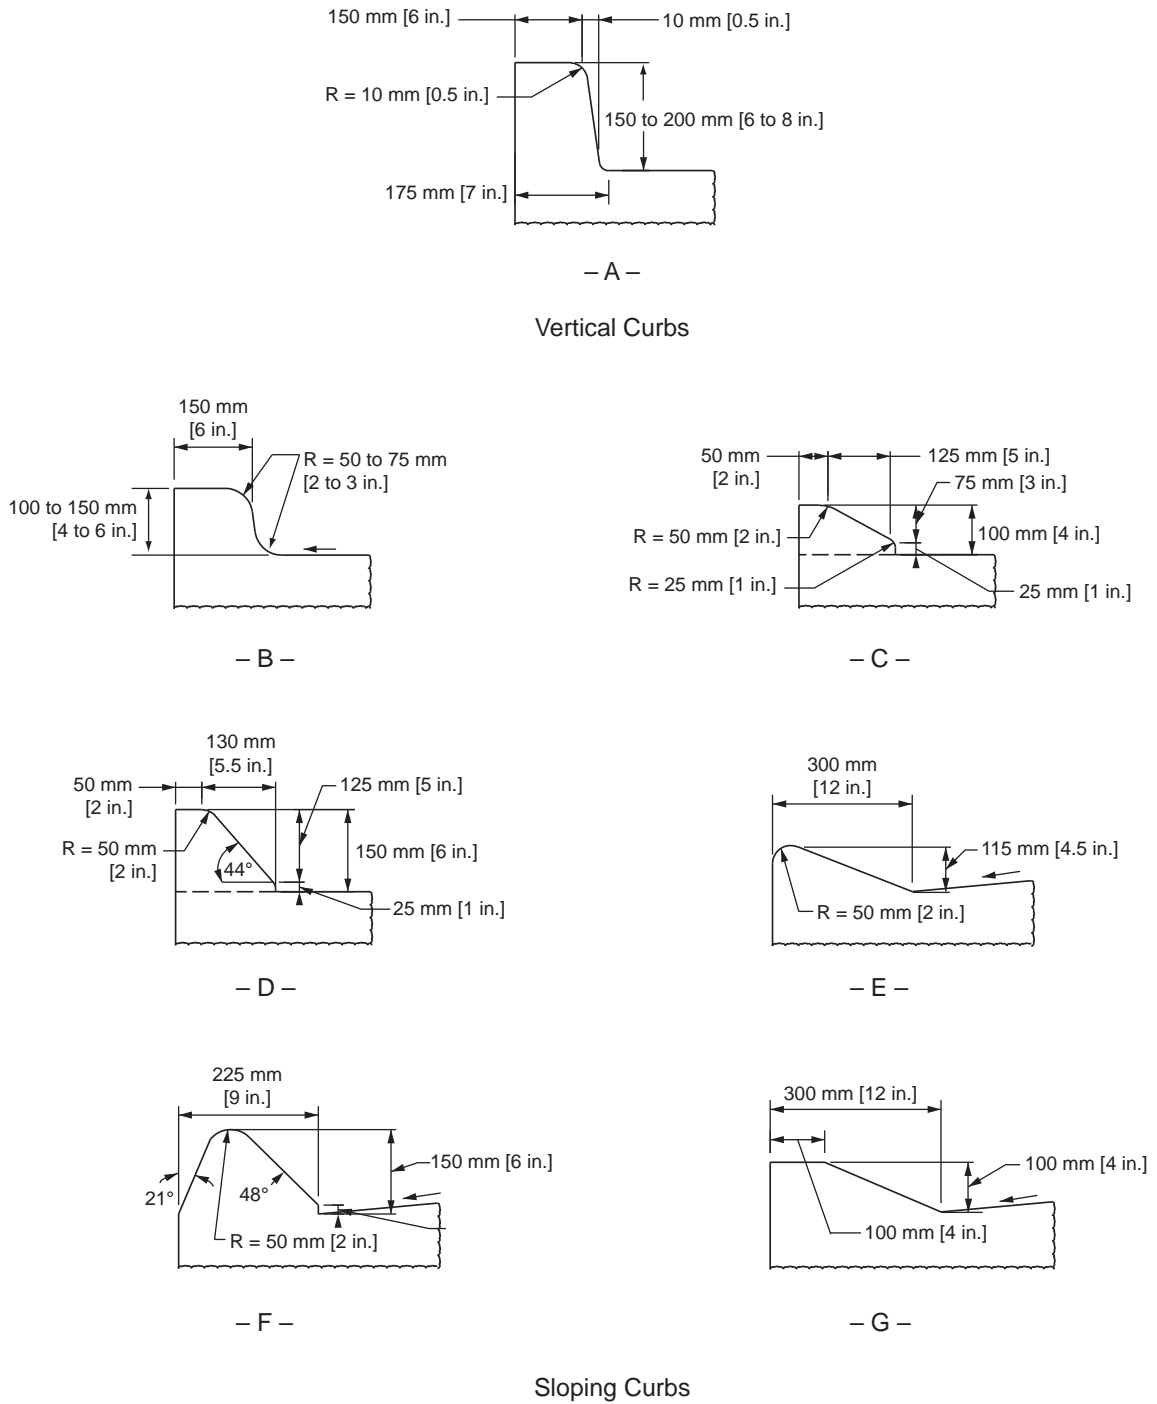 150 mm [6 in.]
10 mm [0.5 in.]
R = 10 mm [0.5 in.]
150 to 200 mm [6 to 8 in.]
175 mm [7 in.]
– A –
Vertical Curbs
150 mm
[6 in.]
R = 50 to 75 mm
[2 to 3 in.]
100 to 150 mm
[4 to 6 in.]
– B –
50 mm
[2 in.]
125 mm [5 in.]
75 mm [3 in.]
R = 50 mm [2 in.]
100 mm [4 in.]
R = 25 mm [1 in.]
25 mm [1 in.]
– C –
130 mm
[5.5 in.]
50 mm
[2 in.]
125 mm [5 in.]
R = 50 mm
[2 in.]
150 mm [6 in.]
44°
25 mm [1 in.]
– D –
300 mm
[12 in.]
115 mm [4.5 in.]
R = 50 mm [2 in.]
– E –
225 mm
[9 in.]
150 mm [6 in.]
21°
48°
R = 50 mm [2 in.]
– F –
300 mm [12 in.]
100 mm [4 in.]
100 mm [4 in.]
– G –
Sloping Curbs